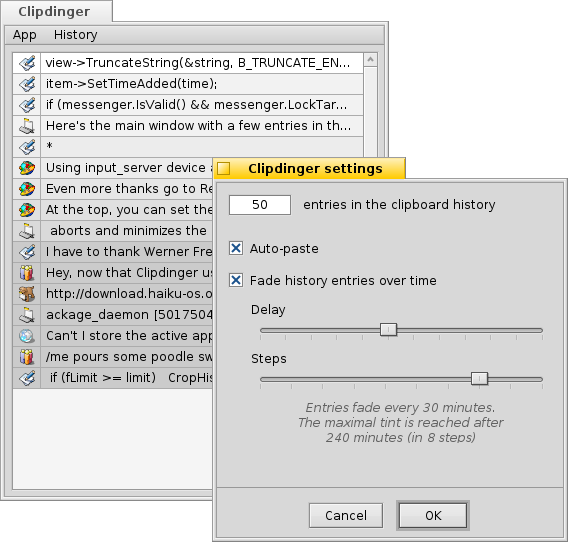 Clipdinger
App History
view->TruncateString(&string, B_TRUNCATE_EN...
item->SetTimeAdded(time);
if (messenger.IsValid() && messenger.LockTar...
Here's the main window with a few entries in th...
*
Using input_server device
Even more thanks go to Re
At the top, you can set the
aborts and minimizes the
I have to thank Werner Fre
Hey, now that Clipdinger us
http://download.haiku-os.o
ackage_daemon [5017504
Can't I store the active app
/me pours some poodle sw
if (fLimit >= limit) CropHis
Clipdinger settings
50 entries in the clipboard history
Auto-paste
Fade history entries over time
Delay
Steps
Entries fade every 30 minutes.
The maximal tint is reached after
240 minutes (in 8 steps)
Cancel OK